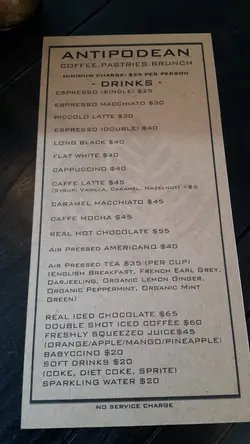 ANTIPODEAN
COFFEE.PASTRIES.BRUNCH
MINIMUM CHARGE: $25 PER PERSON
- DRINKS -
ESPRESSO (SINGLE) $25
ESPRESSO MACCHIATO $30
PICCOLO LATTE $30
ESPRESSO (DOUBLE) $40
LONG BLACK $40
FLAT WHITE $40
CAPPUCCINO $40
CAFFE LATTE $45
(SYRUP: VANILLA, CARAMEL, HAZELNUT) +$5
CARAMEL MACCHIATO $45
CAFFE MOCHA $45
REAL HOT CHOCOLATE $55
AIR PRESSED AMERICANO $40
AIR PRESSED TEA $35 (PER CUP)
(ENGLISH BREAKFAST, FRENCH EARL GREY,
DARJEELING, ORGANIC LEMON GINGER,
ORGANIC PEPPERMINT, ORGANIC MINT
GREEN)
REAL ICED CHOCOLATE $65
DOUBLE SHOT ICED COFFEE $60
FRESHLY SQUEEZED JUICE$45
(ORANGE/APPLE/MANGO/PINEAPPLE)
BABYCCINO $20
SOFT DRINKS $20
(COKE, DIET COKE, SPRITE)
SPARKLING WATER $20
NO SERVICE CHARGE